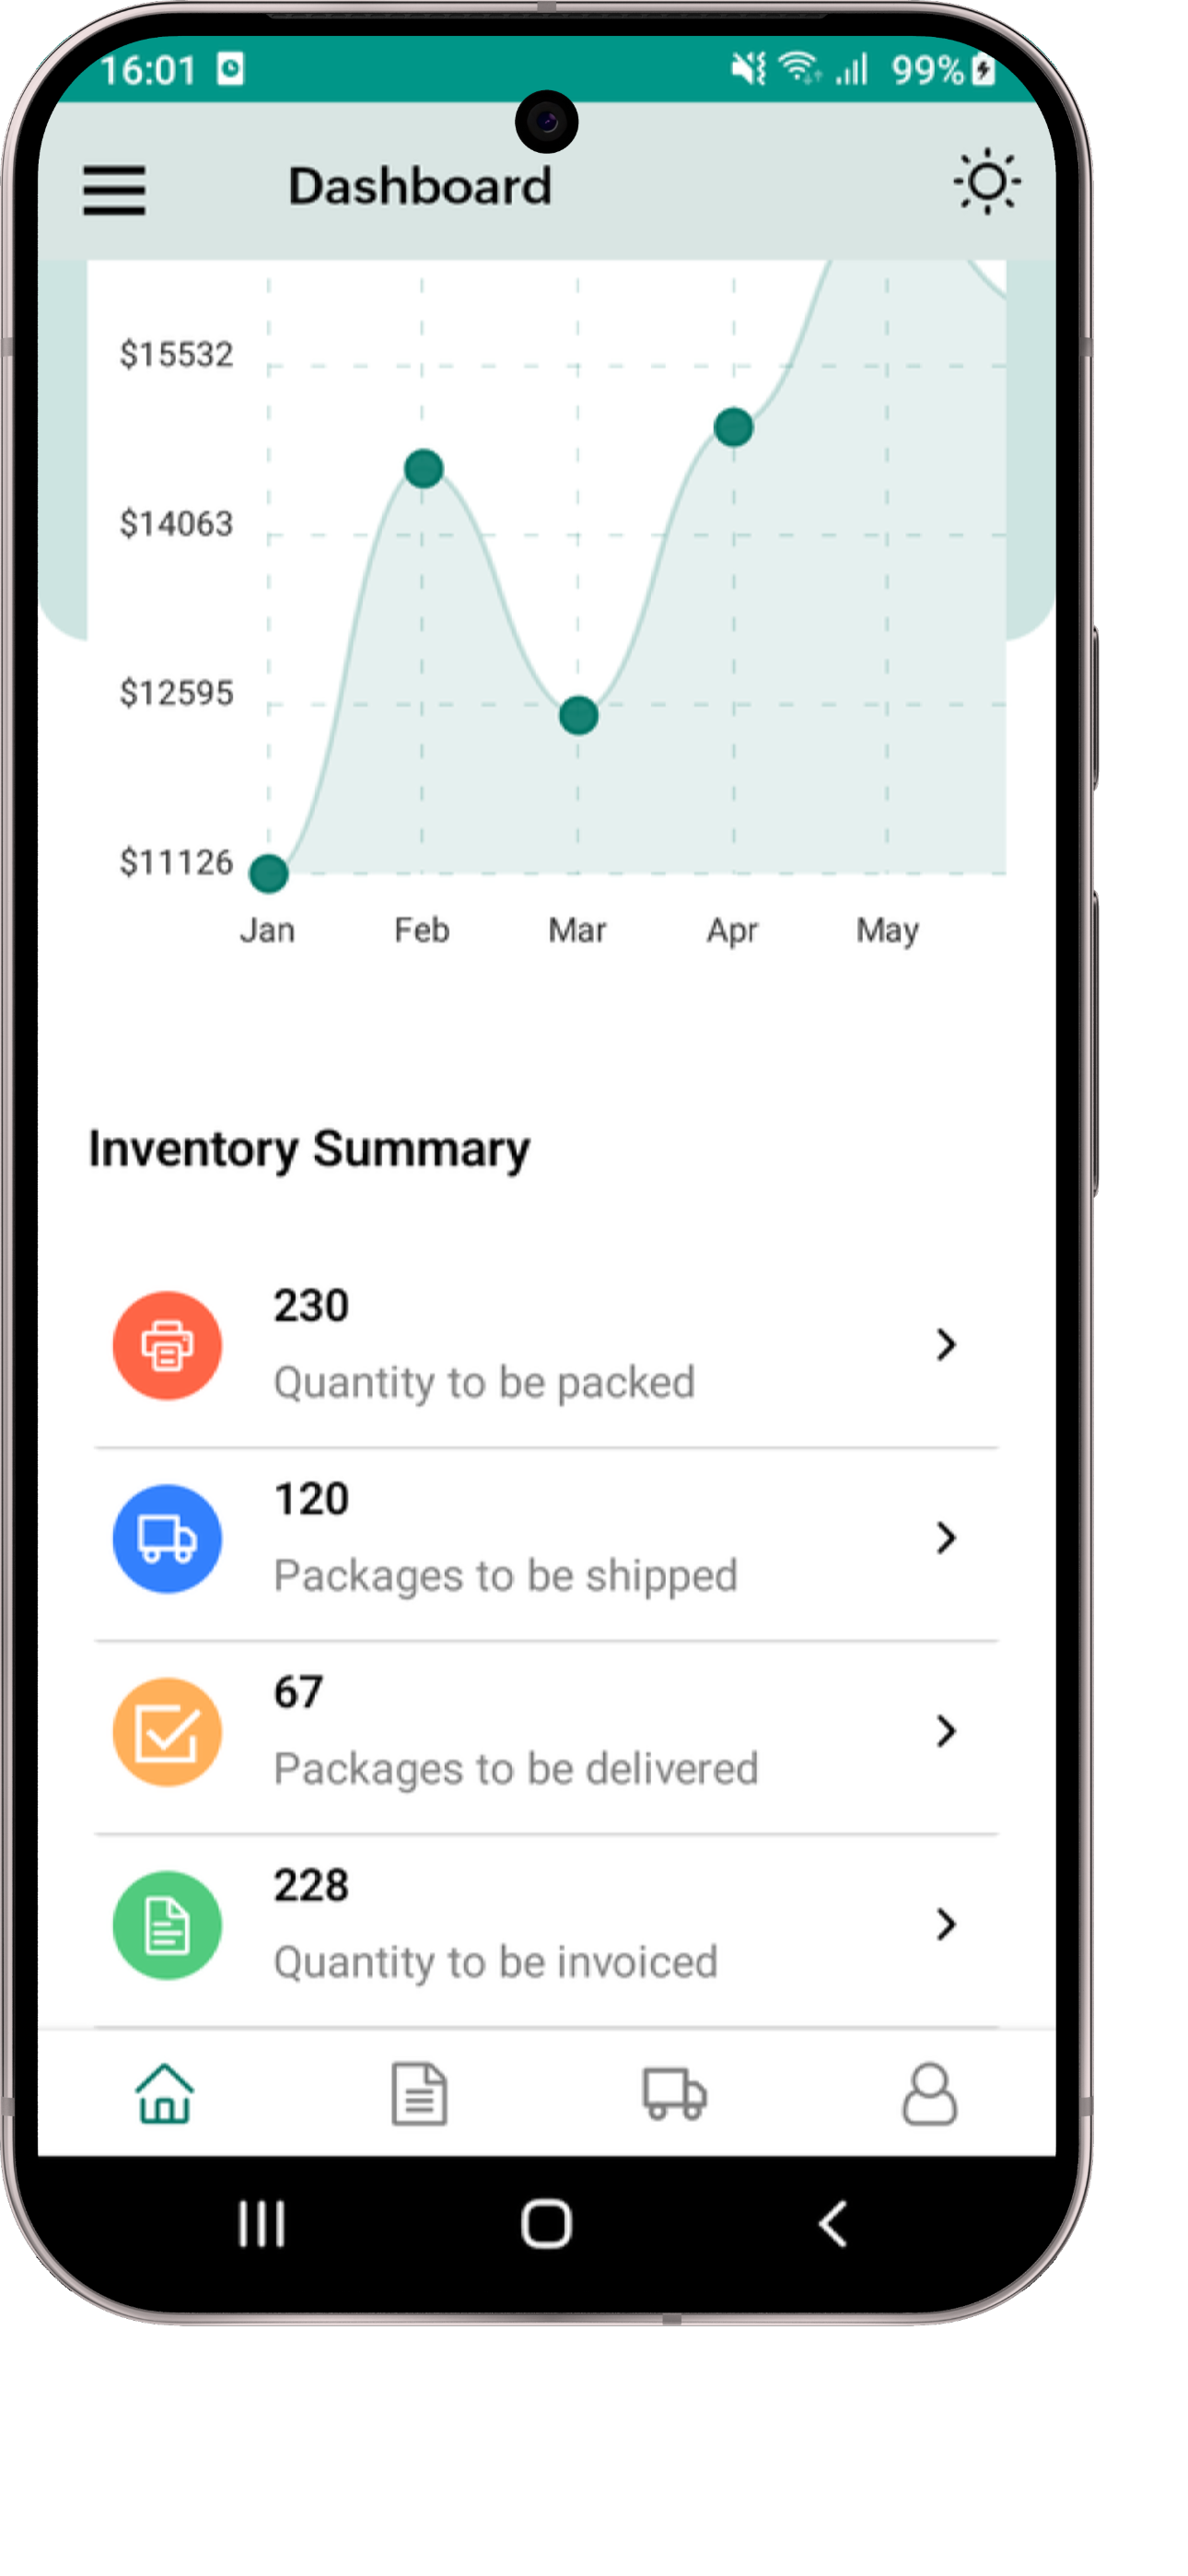 16:01 99%
Dashboard
$15532
$14063
$12595
$11126
Jan Feb Mar Apr May
Inventory Summary
230
Quantity to be packed
120
Packages to be shipped
67
Packages to be delivered
228
Quantity to be invoiced